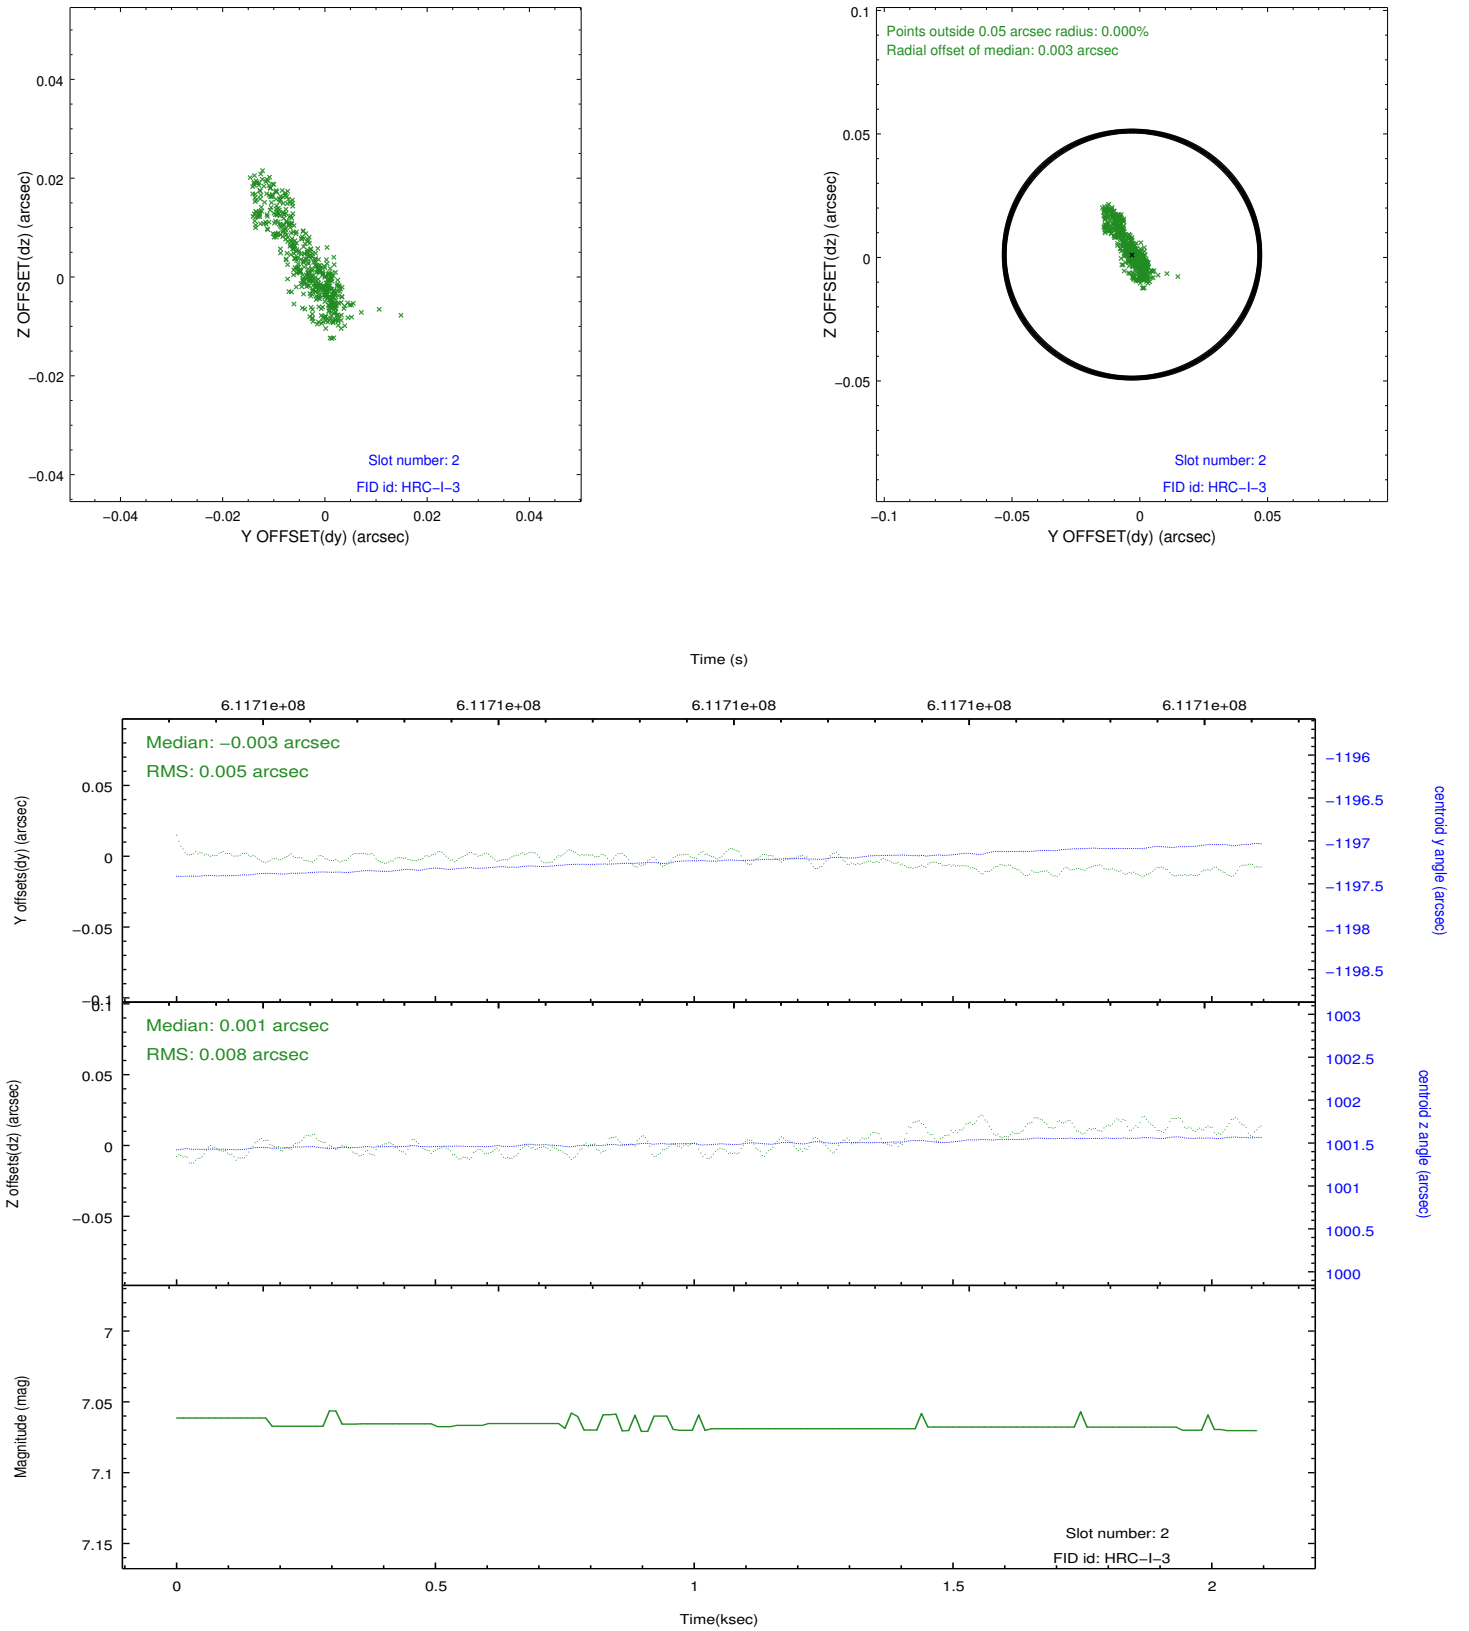 0.04
0.02
0
−0.02
−0.04
Z OFFSET(dz) (arcsec)
−0.04
−0.02
0
0.02
0.04
Y OFFSET(dy) (arcsec)
Slot number: 2
FID id: HRC−I−3
0.1
0.05
0
−0.05
Z OFFSET(dz) (arcsec)
−0.1
−0.05
0
0.05
Y OFFSET(dy) (arcsec)
Points outside 0.05 arcsec radius: 0.000%
Radial offset of median: 0.003 arcsec
Slot number: 2
FID id: HRC−I−3
Time (s)
6.1171e+08
6.1171e+08
6.1171e+08
6.1171e+08
6.1171e+08
Median: −0.003 arcsec
RMS: 0.005 arcsec
0.05
0
−0.05
−0.1
Y offsets(dy) (arcsec)
−1196
−1196.5
−1197
−1197.5
−1198
−1198.5
centroid y angle (arcsec)
Median: 0.001 arcsec
RMS: 0.008 arcsec
0.1
0.05
0
−0.05
Z offsets(dz) (arcsec)
1003
1002.5
1002
1001.5
1001
1000.5
1000
centroid z angle (arcsec)
7
7.05
7.1
7.15
Magnitude (mag)
Slot number: 2
FID id: HRC−I−3
0
0.5
1
1.5
2
Time(ksec)